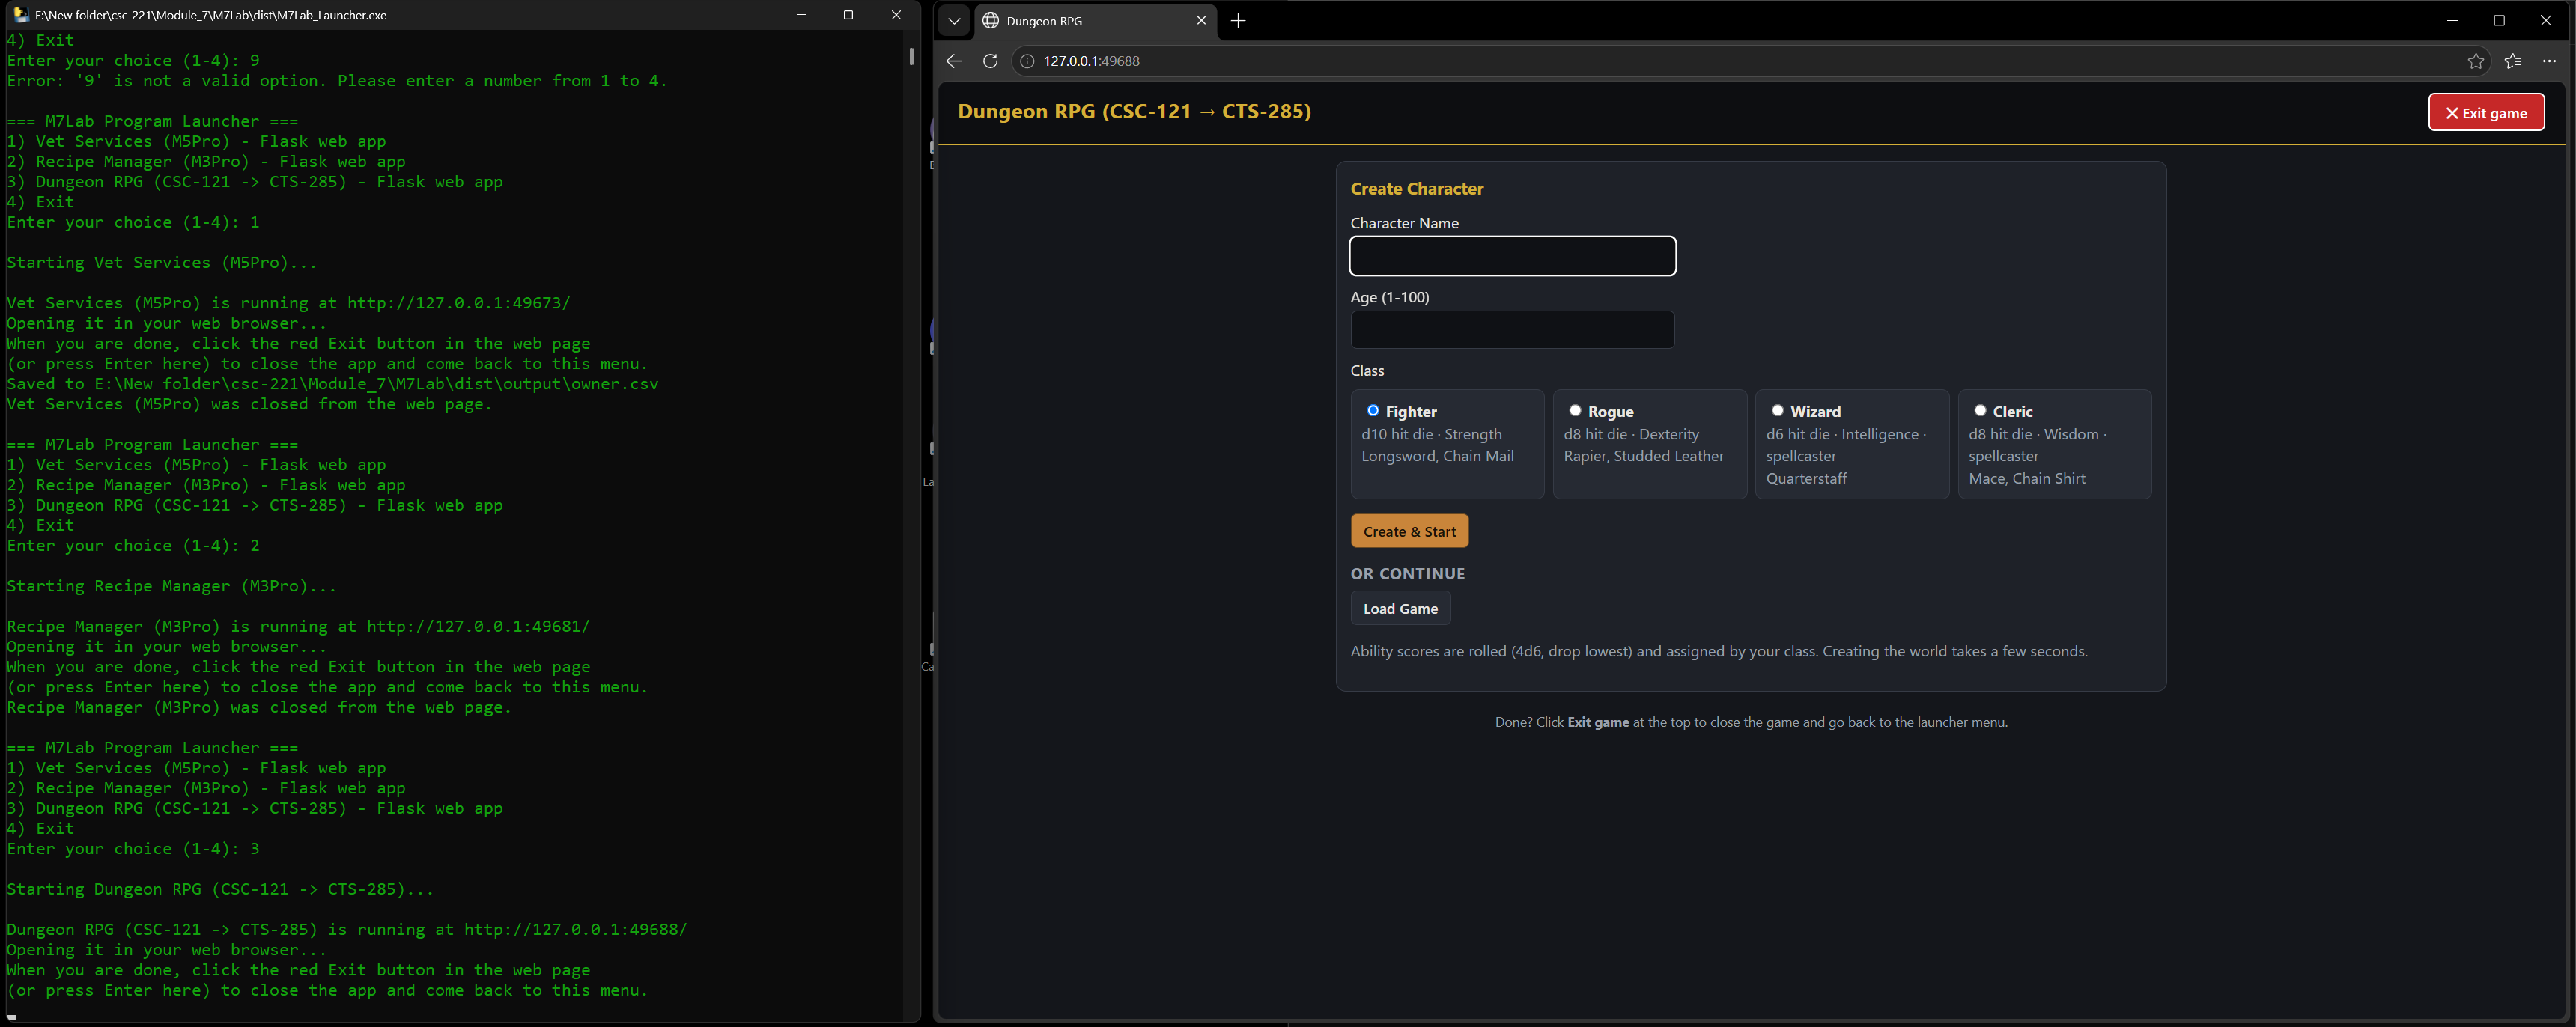 E:\New folder\csc-221\Module_7\M7Lab\dist\M7Lab_Launcher.exe
4) Exit
Enter your choice (1-4): 9
Error: '9' is not a valid option. Please enter a number from 1 to 4.
=== M7Lab Program Launcher ===
1) Vet Services (M5Pro) - Flask web app
2) Recipe Manager (M3Pro) - Flask web app
3) Dungeon RPG (CSC-121 -> CTS-285) - Flask web app
4) Exit
Enter your choice (1-4): 1
Starting Vet Services (M5Pro)...
Vet Services (M5Pro) is running at http://127.0.0.1:49673/
Opening it in your web browser...
When you are done, click the red Exit button in the web page
(or press Enter here) to close the app and come back to this menu.
Saved to E:\New folder\csc-221\Module_7\M7Lab\dist\output\owner.csv
Vet Services (M5Pro) was closed from the web page.
=== M7Lab Program Launcher ===
1) Vet Services (M5Pro) - Flask web app
2) Recipe Manager (M3Pro) - Flask web app
3) Dungeon RPG (CSC-121 -> CTS-285) - Flask web app
4) Exit
Enter your choice (1-4): 2
Starting Recipe Manager (M3Pro)...
Recipe Manager (M3Pro) is running at http://127.0.0.1:49681/
Opening it in your web browser...
When you are done, click the red Exit button in the web page
(or press Enter here) to close the app and come back to this menu.
Recipe Manager (M3Pro) was closed from the web page.
=== M7Lab Program Launcher ===
1) Vet Services (M5Pro) - Flask web app
2) Recipe Manager (M3Pro) - Flask web app
3) Dungeon RPG (CSC-121 -> CTS-285) - Flask web app
4) Exit
Enter your choice (1-4): 3
Starting Dungeon RPG (CSC-121 -> CTS-285)...
Dungeon RPG (CSC-121 -> CTS-285) is running at http://127.0.0.1:49688/
Opening it in your web browser...
When you are done, click the red Exit button in the web page
(or press Enter here) to close the app and come back to this menu.
Dungeon RPG
127.0.0.1:49688
Dungeon RPG (CSC-121 → CTS-285)
✕ Exit game
Create Character
Character Name
Age (1-100)
Class
Fighter
d10 hit die · Strength
Longsword, Chain Mail
Rogue
d8 hit die · Dexterity
Rapier, Studded Leather
Wizard
d6 hit die · Intelligence ·
spellcaster
Quarterstaff
Cleric
d8 hit die · Wisdom ·
spellcaster
Mace, Chain Shirt
Create & Start
OR CONTINUE
Load Game
Ability scores are rolled (4d6, drop lowest) and assigned by your class. Creating the world takes a few seconds.
Done? Click Exit game at the top to close the game and go back to the launcher menu.